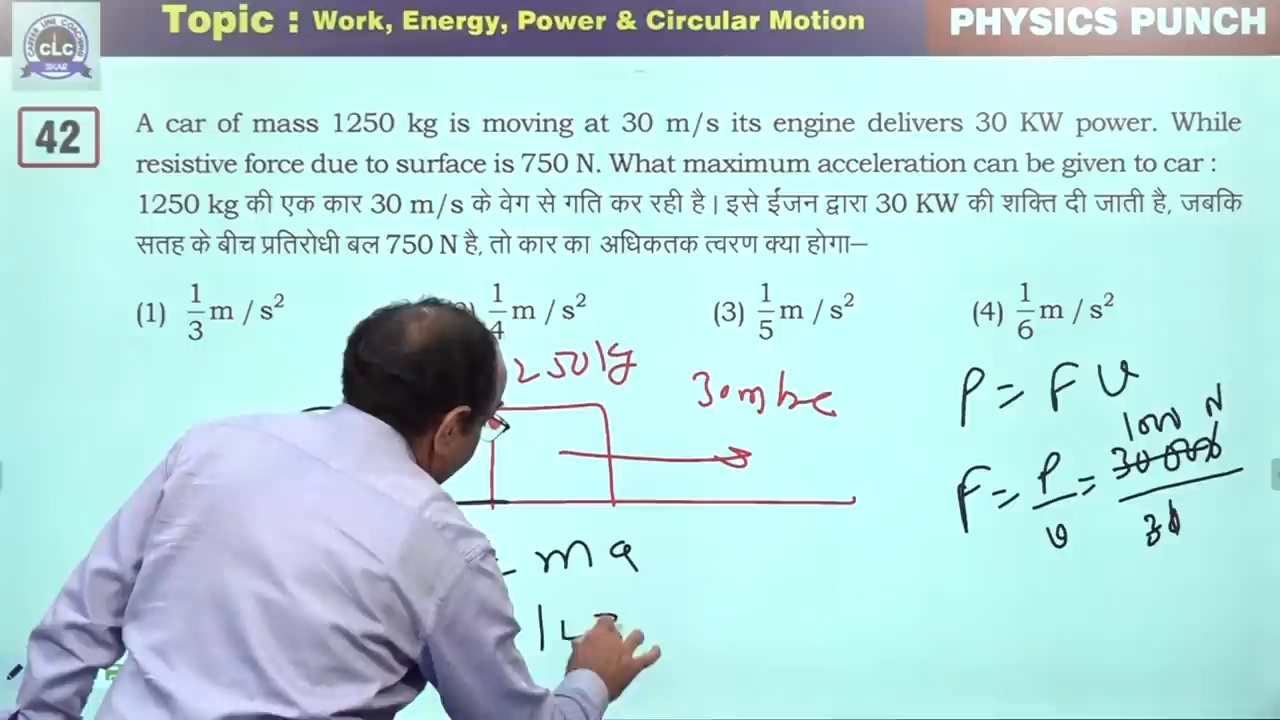 Topic : Work, Energy, Power & Circular Motion
PHYSICS PUNCH
CLC
SIKAR
42
A car of mass 1250 kg is moving at 30 m/s its engine delivers 30 KW power. While
resistive force due to surface is 750 N. What maximum acceleration can be given to car :
1250 kg की एक कार 30 m/s के वेग से गति कर रही है। इसे ईंजन द्वारा 30 KW की शक्ति दी जाती है, जबकि
सतह के बीच प्रतिरोधी बल 750 N है, तो कार का अधिकतक त्वरण क्या होगा–
(1) 1/3 m / s² 1/4 m / s² (3) 1/5 m / s² (4) 1/6 m / s²
250 kg
30 m/sec
P = F v
1000 N
F = P/v = 30000/30
= m a